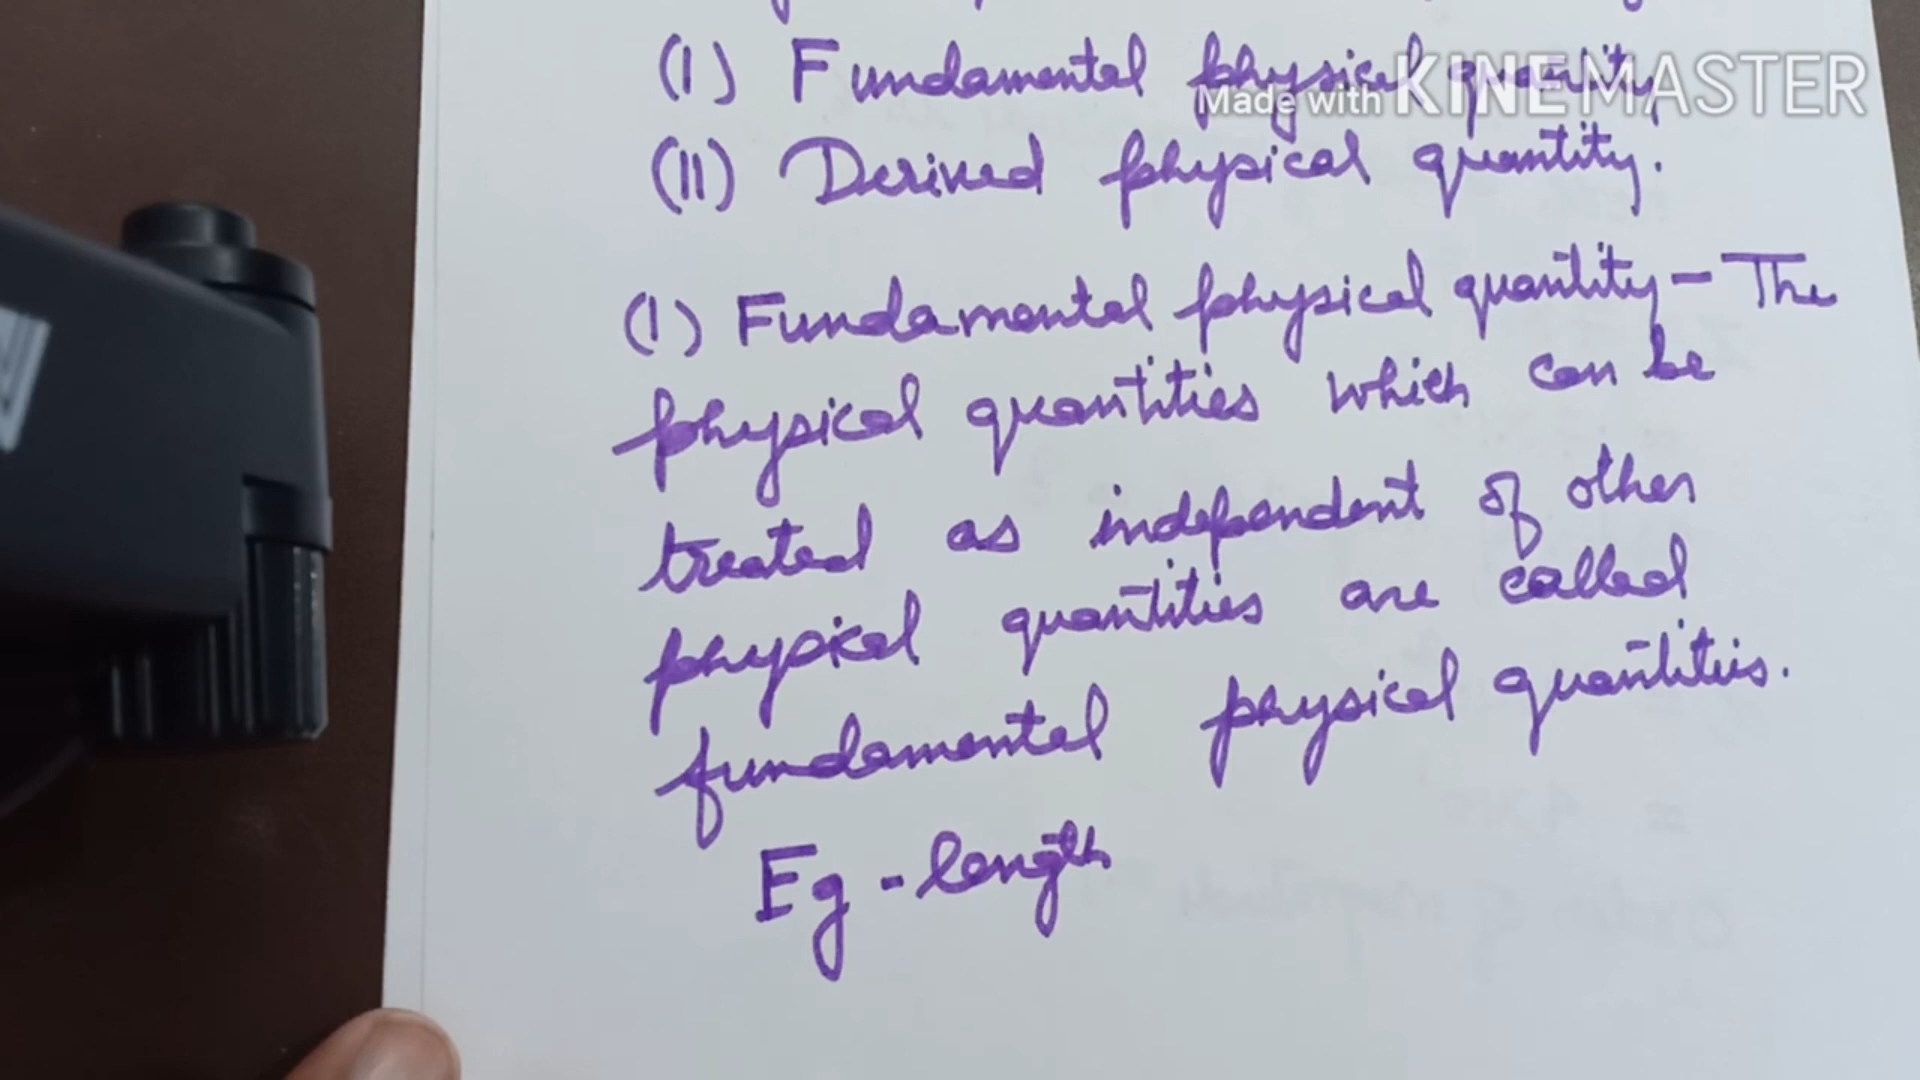 (I) Fundamental physical quantity
Made with KINEMASTER
(II) Derived physical quantity.
(I) Fundamental physical quantity - The
physical quantities which can be
treated as independent of other
physical quantities are called
fundamental physical quantities.
Eg - length